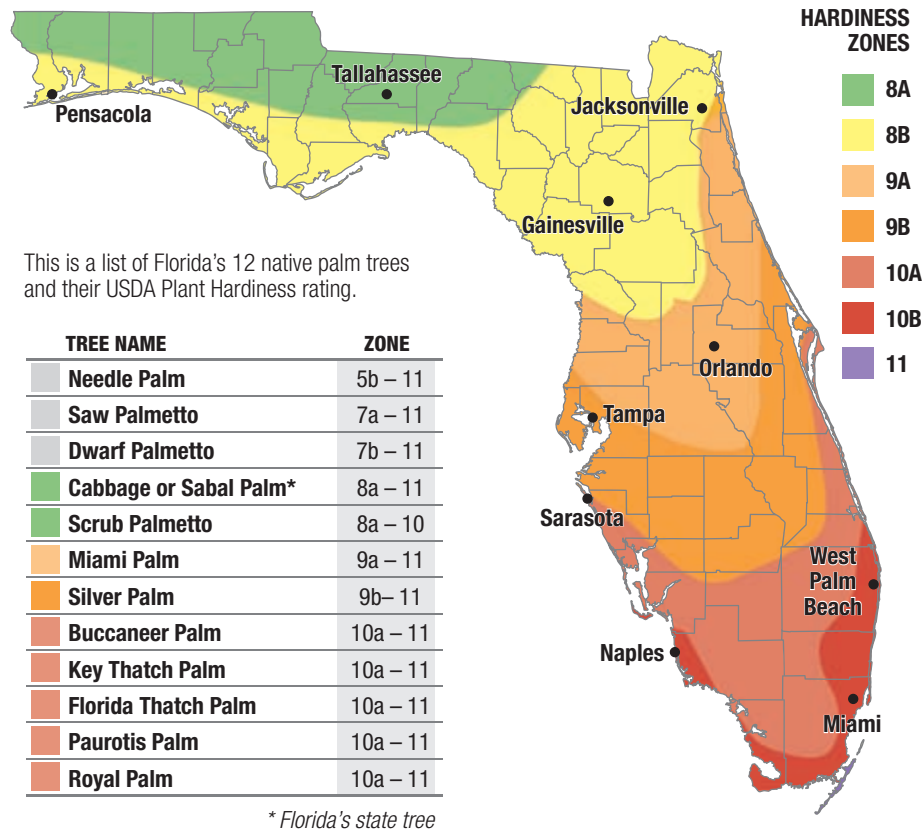 HARDINESS
ZONES
8A
8B
9A
9B
10A
10B
11
Tallahassee
Pensacola
Jacksonville
Gainesville
Orlando
Tampa
Sarasota
West
Palm
Beach
Naples
Miami
This is a list of Florida's 12 native palm trees
and their USDA Plant Hardiness rating.
TREE NAME ZONE
Needle Palm 5b – 11
Saw Palmetto 7a – 11
Dwarf Palmetto 7b – 11
Cabbage or Sabal Palm* 8a – 11
Scrub Palmetto 8a – 10
Miami Palm 9a – 11
Silver Palm 9b– 11
Buccaneer Palm 10a – 11
Key Thatch Palm 10a – 11
Florida Thatch Palm 10a – 11
Paurotis Palm 10a – 11
Royal Palm 10a – 11
* Florida's state tree